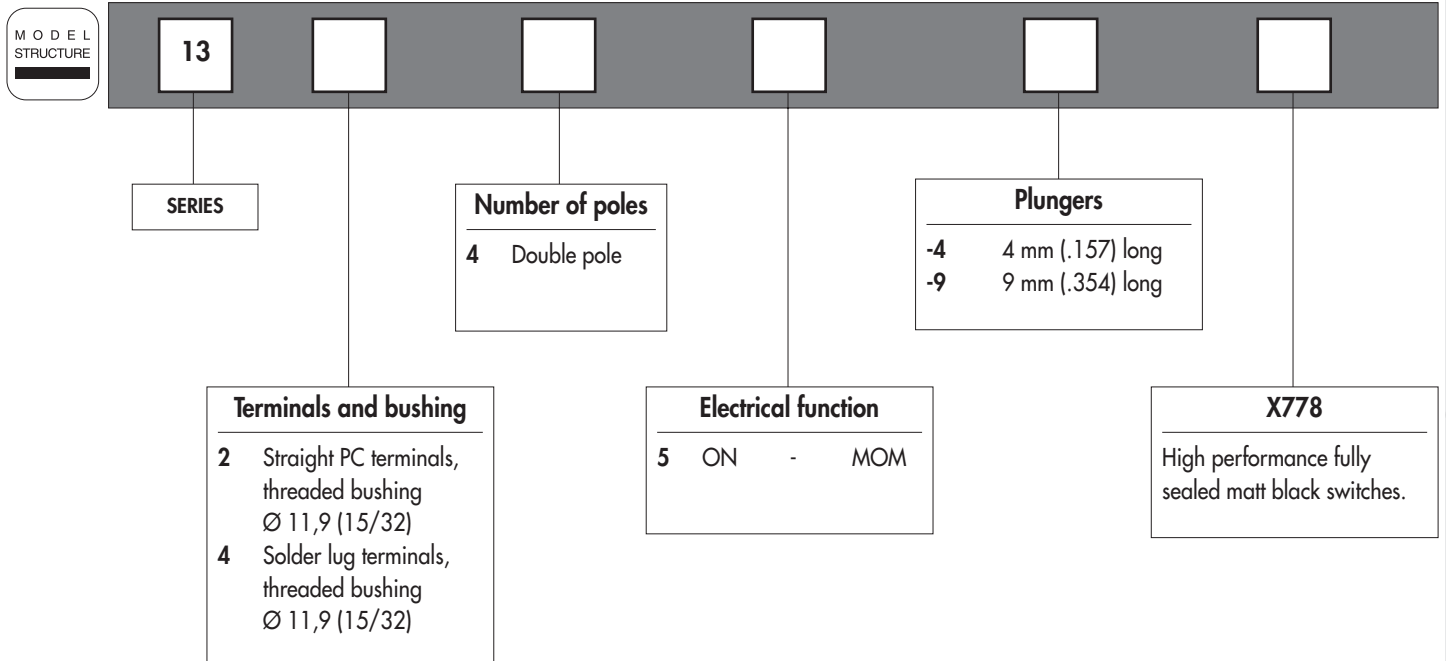 MODEL
STRUCTURE
13
SERIES
Number of poles
4 Double pole
Plungers
-4 4 mm (.157) long
-9 9 mm (.354) long
Terminals and bushing
2 Straight PC terminals,
threaded bushing
Ø 11,9 (15/32)
4 Solder lug terminals,
threaded bushing
Ø 11,9 (15/32)
Electrical function
5 ON - MOM
X778
High performance fully
sealed matt black switches.